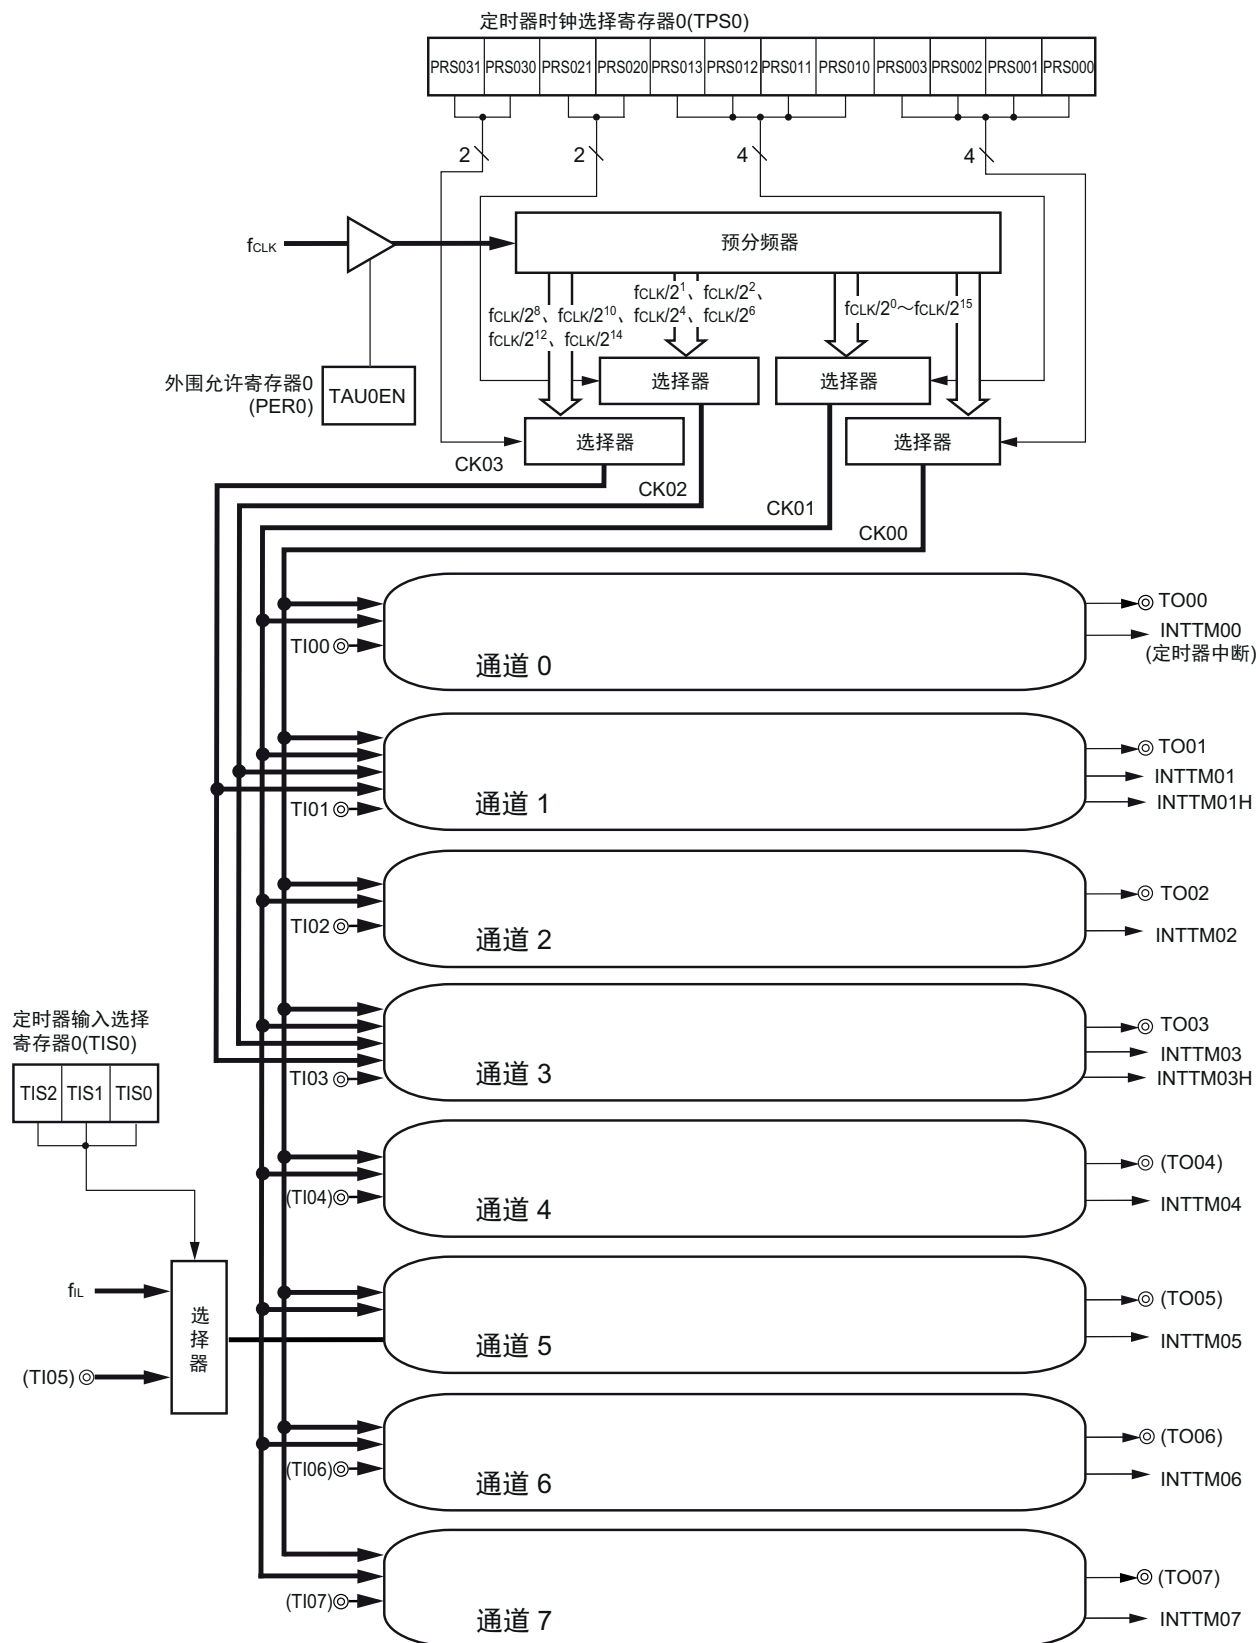 定时器时钟选择寄存器0(TPS0)
PRS031 PRS030 PRS021 PRS020 PRS013 PRS012 PRS011 PRS010 PRS003 PRS002 PRS001 PRS000
2 2 4 4
fCLK
预分频器
fCLK/2^8、fCLK/2^10、
fCLK/2^12、fCLK/2^14
fCLK/2^1、fCLK/2^2、
fCLK/2^4、fCLK/2^6
fCLK/2^0～fCLK/2^15
外围允许寄存器0
(PER0)
TAU0EN
选择器 选择器
选择器 选择器
CK03
CK02
CK01
CK00
TI00
通道 0
TO00
INTTM00
(定时器中断)
TI01
通道 1
TO01
INTTM01
INTTM01H
TI02
通道 2
TO02
INTTM02
定时器输入选择
寄存器0(TIS0)
TIS2 TIS1 TIS0
TI03
通道 3
TO03
INTTM03
INTTM03H
(TI04)
通道 4
(TO04)
INTTM04
fIL
(TI05)
选择器
通道 5
(TO05)
INTTM05
(TI06)
通道 6
(TO06)
INTTM06
(TI07)
通道 7
(TO07)
INTTM07